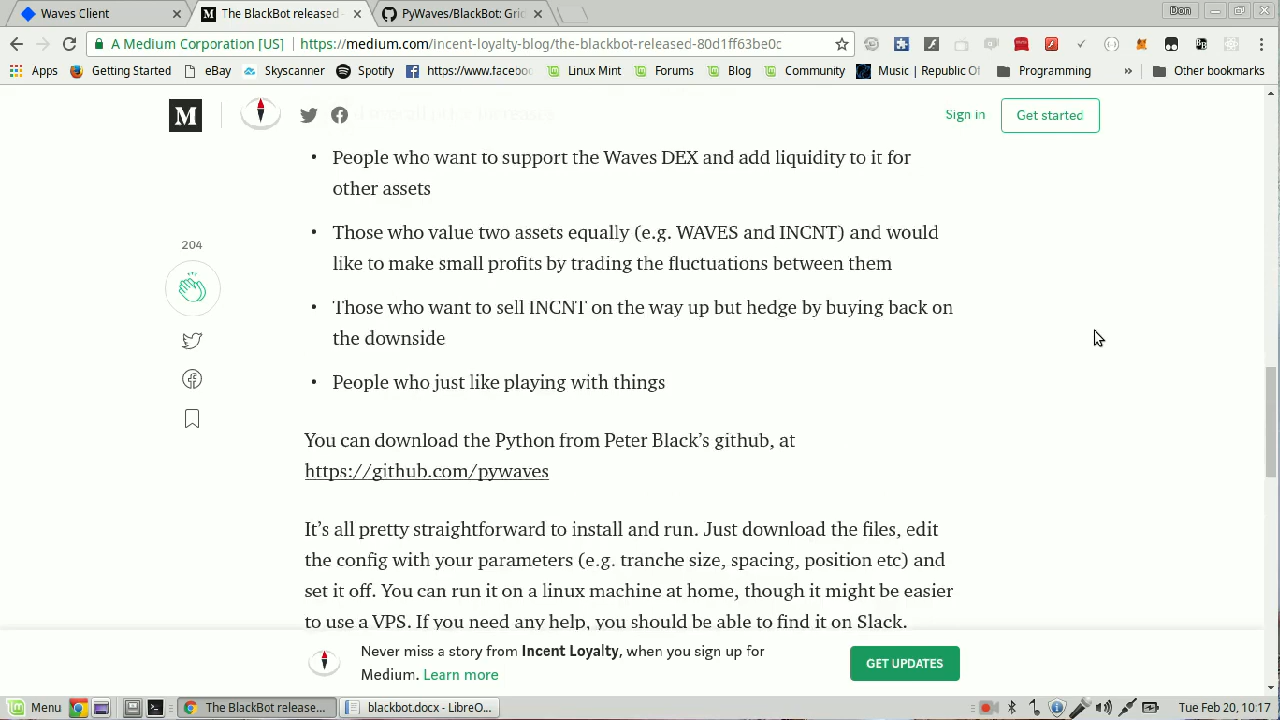 Waves Client
The BlackBot released
PyWaves/BlackBot: Gric
Don
A Medium Corporation [US]
https://medium.com/incent-loyalty-blog/the-blackbot-released-80d1ff63be0c
Apps
Getting Started
eBay
Skyscanner
Spotify
https://www.faceboo
Linux Mint
Forums
Blog
Community
Music | Republic Of
Programming
»
Other bookmarks
M
Sign in
Get started
People who want to support the Waves DEX and add liquidity to it for
other assets
204
Those who value two assets equally (e.g. WAVES and INCNT) and would
like to make small profits by trading the fluctuations between them
Those who want to sell INCNT on the way up but hedge by buying back on
the downside
People who just like playing with things
You can download the Python from Peter Black’s github, at
https://github.com/pywaves
It’s all pretty straightforward to install and run. Just download the files, edit
the config with your parameters (e.g. tranche size, spacing, position etc) and
set it off. You can run it on a linux machine at home, though it might be easier
to use a VPS. If you need any help, you should be able to find it on Slack.
Never miss a story from Incent Loyalty, when you sign up for
Medium. Learn more
GET UPDATES
Menu
The BlackBot release...
blackbot.docx - LibreO...
Tue Feb 20, 10:17